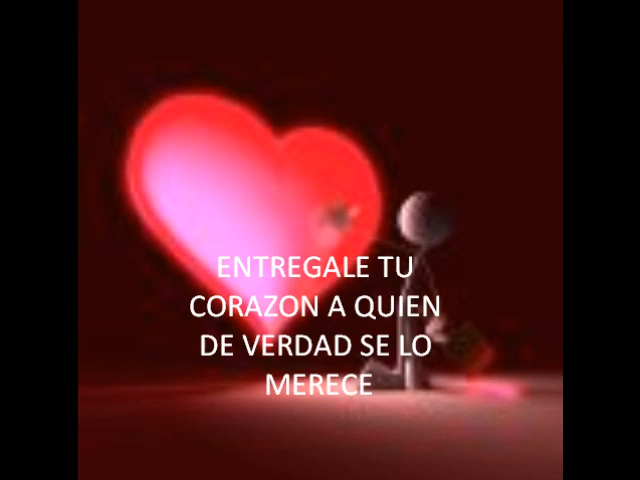 ENTREGALE TU
CORAZON A QUIEN
DE VERDAD SE LO
MERECE